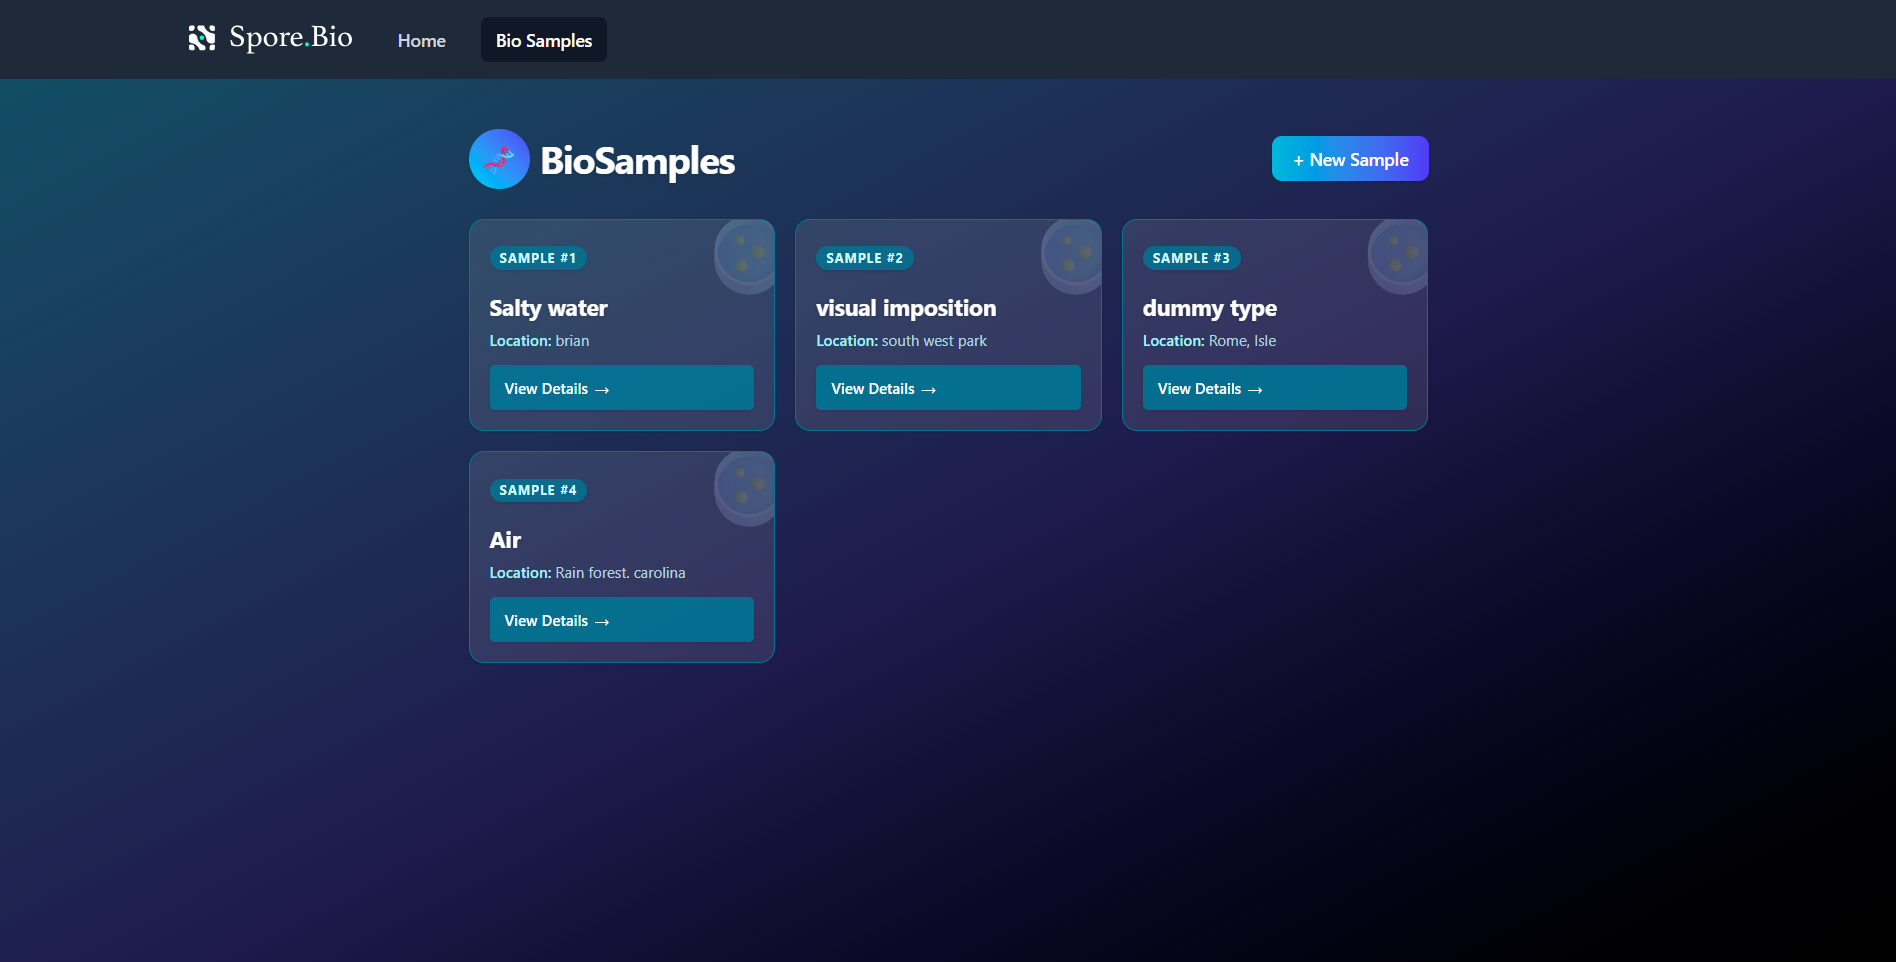 Spore.Bio
Home
Bio Samples
BioSamples
+ New Sample
SAMPLE #1
Salty water
Location: brian
View Details →
SAMPLE #2
visual imposition
Location: south west park
View Details →
SAMPLE #3
dummy type
Location: Rome, Isle
View Details →
SAMPLE #4
Air
Location: Rain forest. carolina
View Details →